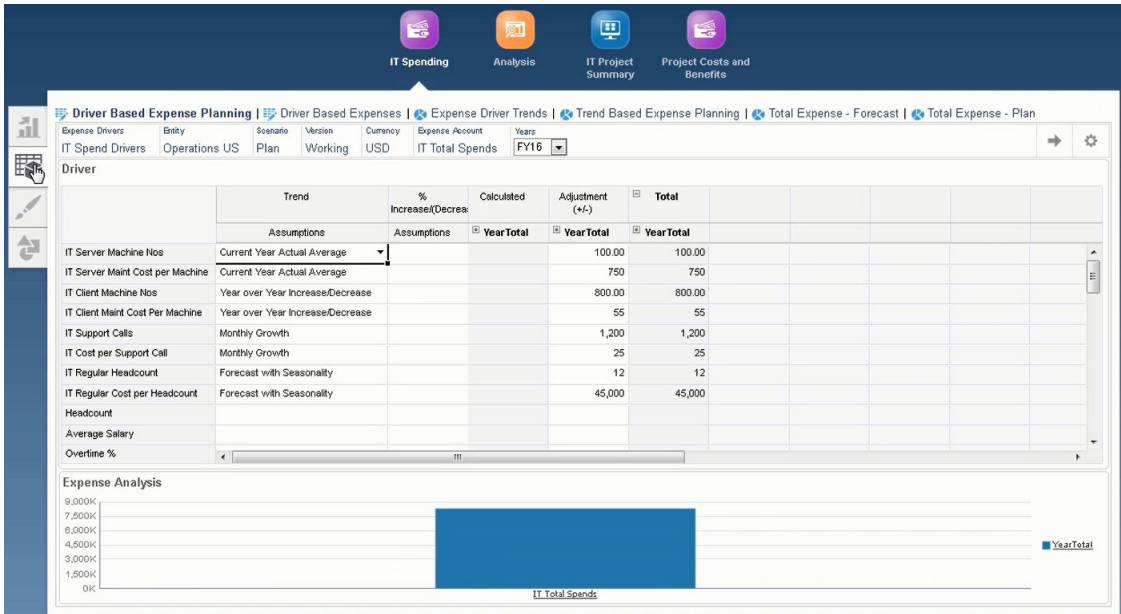 IT Spending
Analysis
IT Project
Summary
Project Costs and
Benefits
Driver Based Expense Planning | Driver Based Expenses | Expense Driver Trends | Trend Based Expense Planning | Total Expense - Forecast | Total Expense - Plan
Expense Drivers Entity Scenario Version Currency Expense Account Years
IT Spend Drivers Operations US Plan Working USD IT Total Spends FY16
Driver
Trend % Increase/(Decrea: Calculated Adjustment (+/-) Total
Assumptions Assumptions YearTotal YearTotal YearTotal
IT Server Machine Nos Current Year Actual Average 100.00 100.00
IT Server Maint Cost per Machine Current Year Actual Average 750 750
IT Client Machine Nos Year over Year Increase/Decrease 800.00 800.00
IT Client Maint Cost Per Machine Year over Year Increase/Decrease 55 55
IT Support Calls Monthly Growth 1,200 1,200
IT Cost per Support Call Monthly Growth 25 25
IT Regular Headcount Forecast with Seasonality 12 12
IT Regular Cost per Headcount Forecast with Seasonality 45,000 45,000
Headcount
Average Salary
Overtime %
Expense Analysis
9,000K
7,500K
6,000K
4,500K
3,000K
1,500K
0K
YearTotal
IT Total Spends